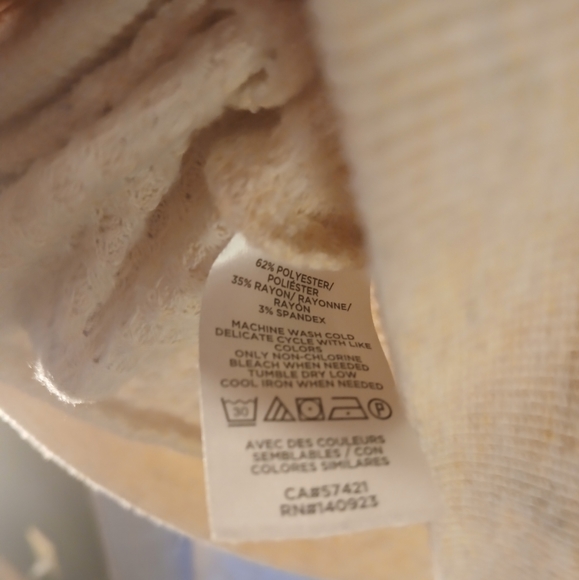 62% POLYESTER/
POLIÉSTER
35% RAYON/ RAYONNE/
RAYÓN
3% SPANDEX
MACHINE WASH COLD
DELICATE CYCLE WITH LIKE
COLORS
ONLY NON-CHLORINE
BLEACH WHEN NEEDED
TUMBLE DRY LOW
COOL IRON WHEN NEEDED
30 P
AVEC DES COULEURS
SEMBLABLES / CON
COLORES SIMILARES
CA#57421
RN#140923